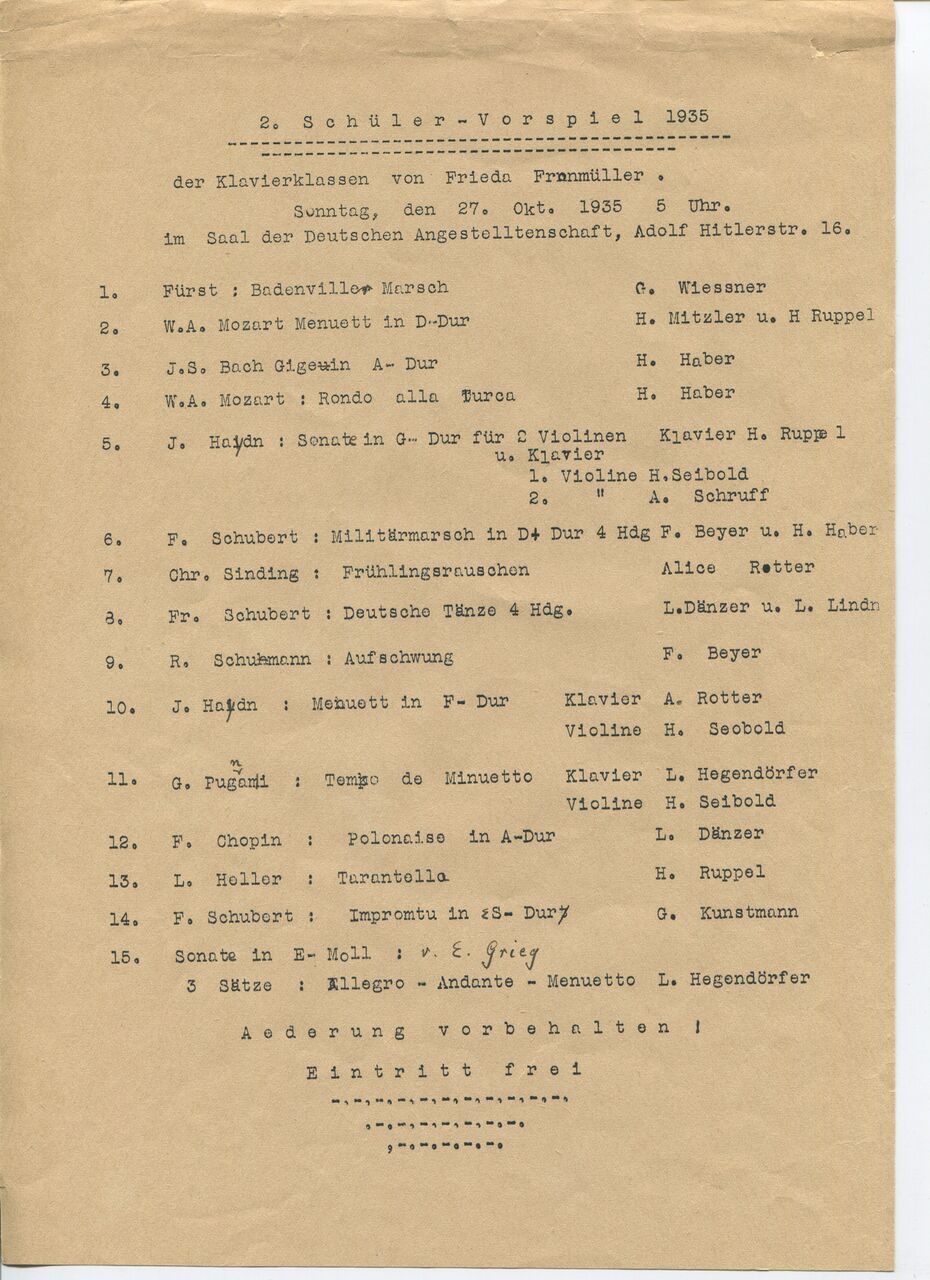 2. Schüler-Vorspiel 1935
der Klavierklassen von Frieda Fronmüller.
Sonntag, den 27. Okt. 1935 5 Uhr.
im Saal der Deutschen Angestelltenschaft, Adolf Hitlerstr. 16.
1. Fürst : Badenviller Marsch G. Wiessner
2. W.A. Mozart Menuett in D-Dur H. Mitzler u. H Ruppel
3. J.S. Bach Gige in A- Dur H. Haber
4. W.A. Mozart : Rondo alla Turca H. Haber
5. J. Haydn : Sonate in G- Dur für 2 Violinen Klavier H. Ruppel
u. Klavier
1. Violine H.Seibold
2. " A. Schruff
6. F. Schubert : Militärmarsch in D- Dur 4 Hdg F. Beyer u. H. Haber
7. Chr. Sinding : Frühlingsrauschen Alice Rotter
8. Fr. Schubert : Deutsche Tänze 4 Hdg. L.Dänzer u. L. Lindn
9. R. Schumann : Aufschwung F. Beyer
10. J. Haydn : Menuett in F- Dur Klavier A. Rotter
Violine H. Seobold
11. G. Pugnani : Tempo de Minuetto Klavier L. Hegendörfer
Violine H. Seibold
12. F. Chopin : Polonaise in A-Dur L. Dänzer
13. L. Heller : Tarantella H. Ruppel
14. F. Schubert : Impromtu in ES- Dur G. Kunstmann
15. Sonate in E- Moll : v. E. Grieg
3 Sätze : Allegro - Andante - Menuetto L. Hegendörfer
Aederung vorbehalten !
Eintritt frei